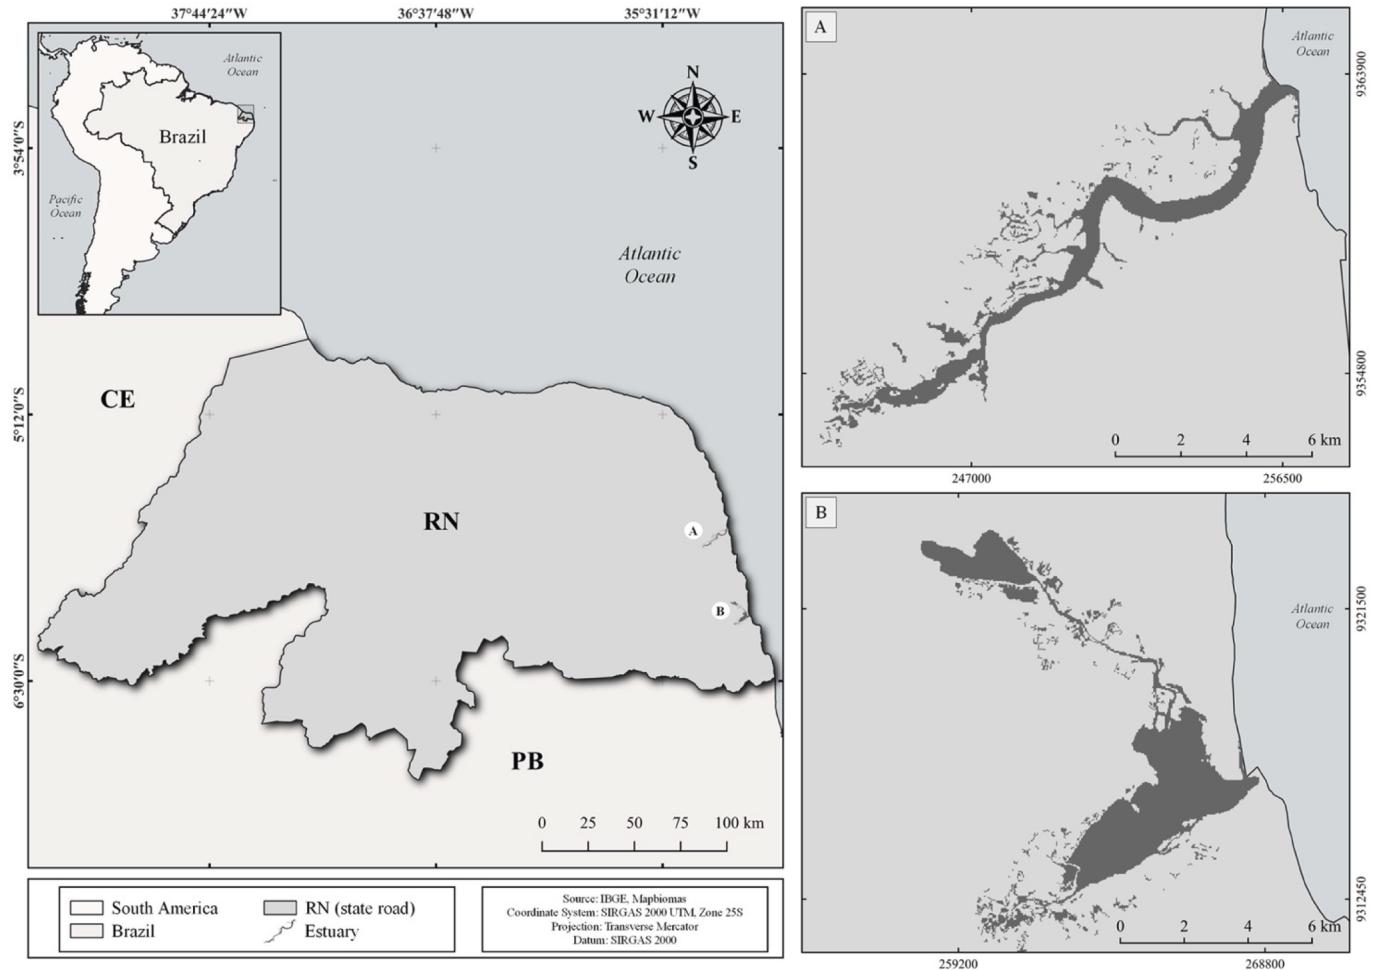 37°44'24"W
36°37'48"W
35°31'12"W
3°54'0"S
5°12'0"S
6°30'0"S
Atlantic
Ocean
Brazil
Pacific
Ocean
N
W
E
S
Atlantic
Ocean
CE
RN
A
B
PB
0 25 50 75 100 km
South America
RN (state road)
Brazil
Estuary
Source: IBGE, Mapbiomas
Coordinate System: SIRGAS 2000 UTM, Zone 25S
Projection: Transverse Mercator
Datum: SIRGAS 2000
A
Atlantic
Ocean
9363900
9354800
0 2 4 6 km
247000
256500
B
Atlantic
Ocean
9321500
9312450
0 2 4 6 km
259200
268800